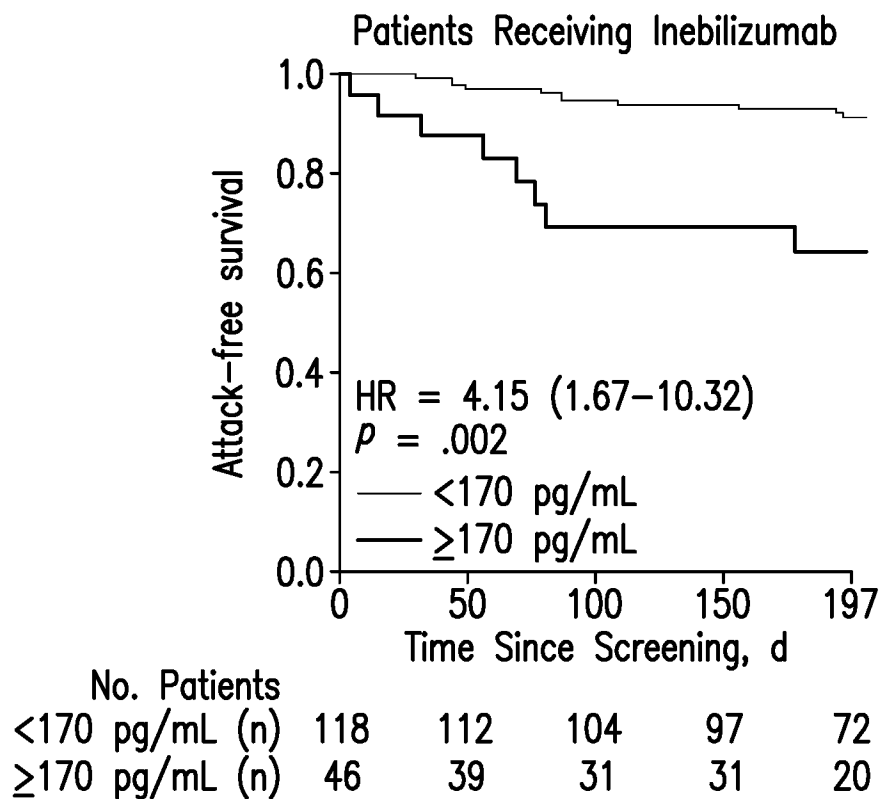 Patients Receiving Inebilizumab
1.0
0.8
0.6
0.4
0.2
0.0
Attack-free survival
HR = 4.15 (1.67-10.32)
p = .002
<170 pg/mL
≥170 pg/mL
0 50 100 150 197
Time Since Screening, d
No. Patients
<170 pg/mL (n) 118 112 104 97 72
≥170 pg/mL (n) 46 39 31 31 20